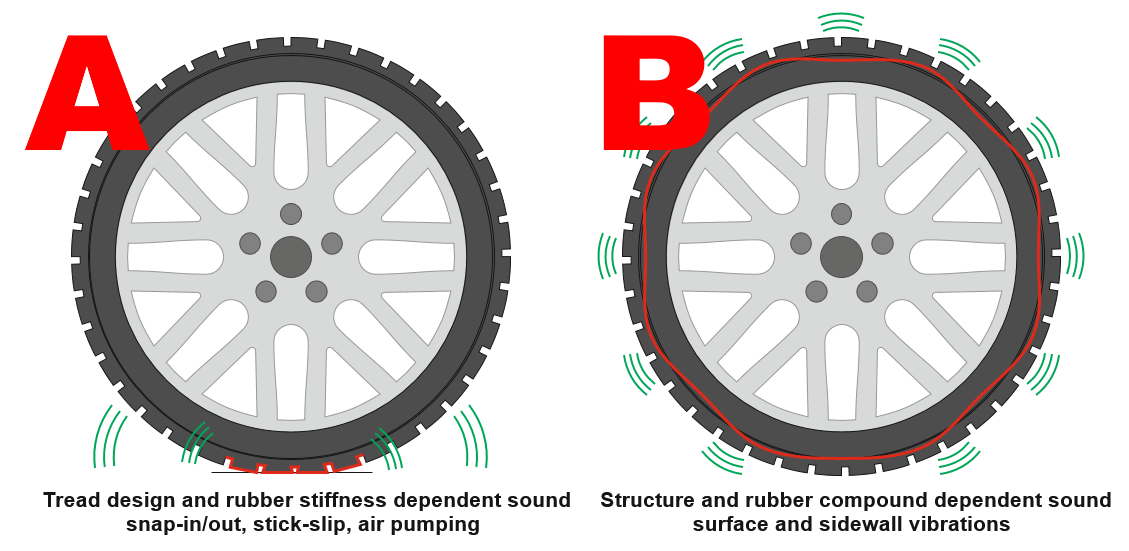 A
B
Tread design and rubber stiffness dependent sound
snap-in/out, stick-slip, air pumping
Structure and rubber compound dependent sound
surface and sidewall vibrations